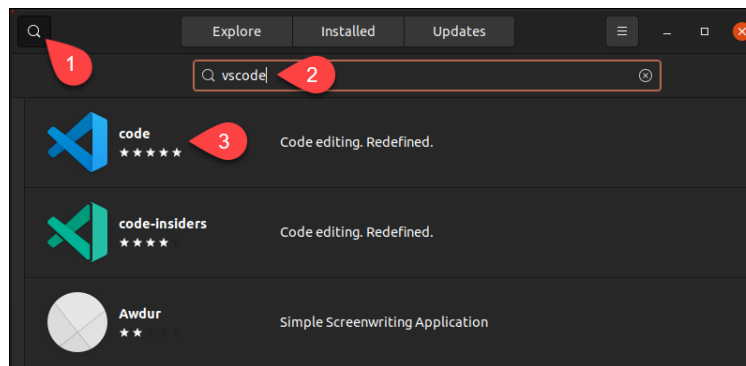 Explore Installed Updates
1
vscode 2
code
3 Code editing. Redefined.
code-insiders
Code editing. Redefined.
Awdur
Simple Screenwriting Application